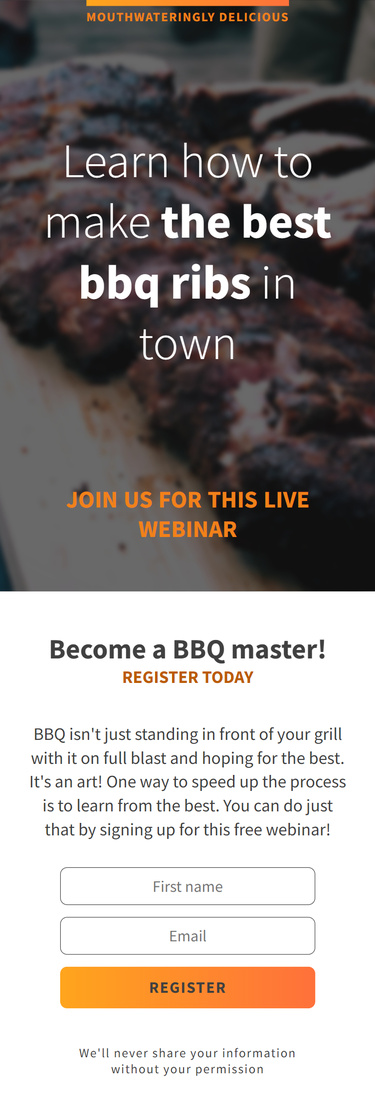 MOUTHWATERINGLY DELICIOUS
Learn how to
make the best
bbq ribs in
town
JOIN US FOR THIS LIVE
WEBINAR
Become a BBQ master!
REGISTER TODAY
BBQ isn't just standing in front of your grill
with it on full blast and hoping for the best.
It's an art! One way to speed up the process
is to learn from the best. You can do just
that by signing up for this free webinar!
First name
Email
REGISTER
We'll never share your information
without your permission